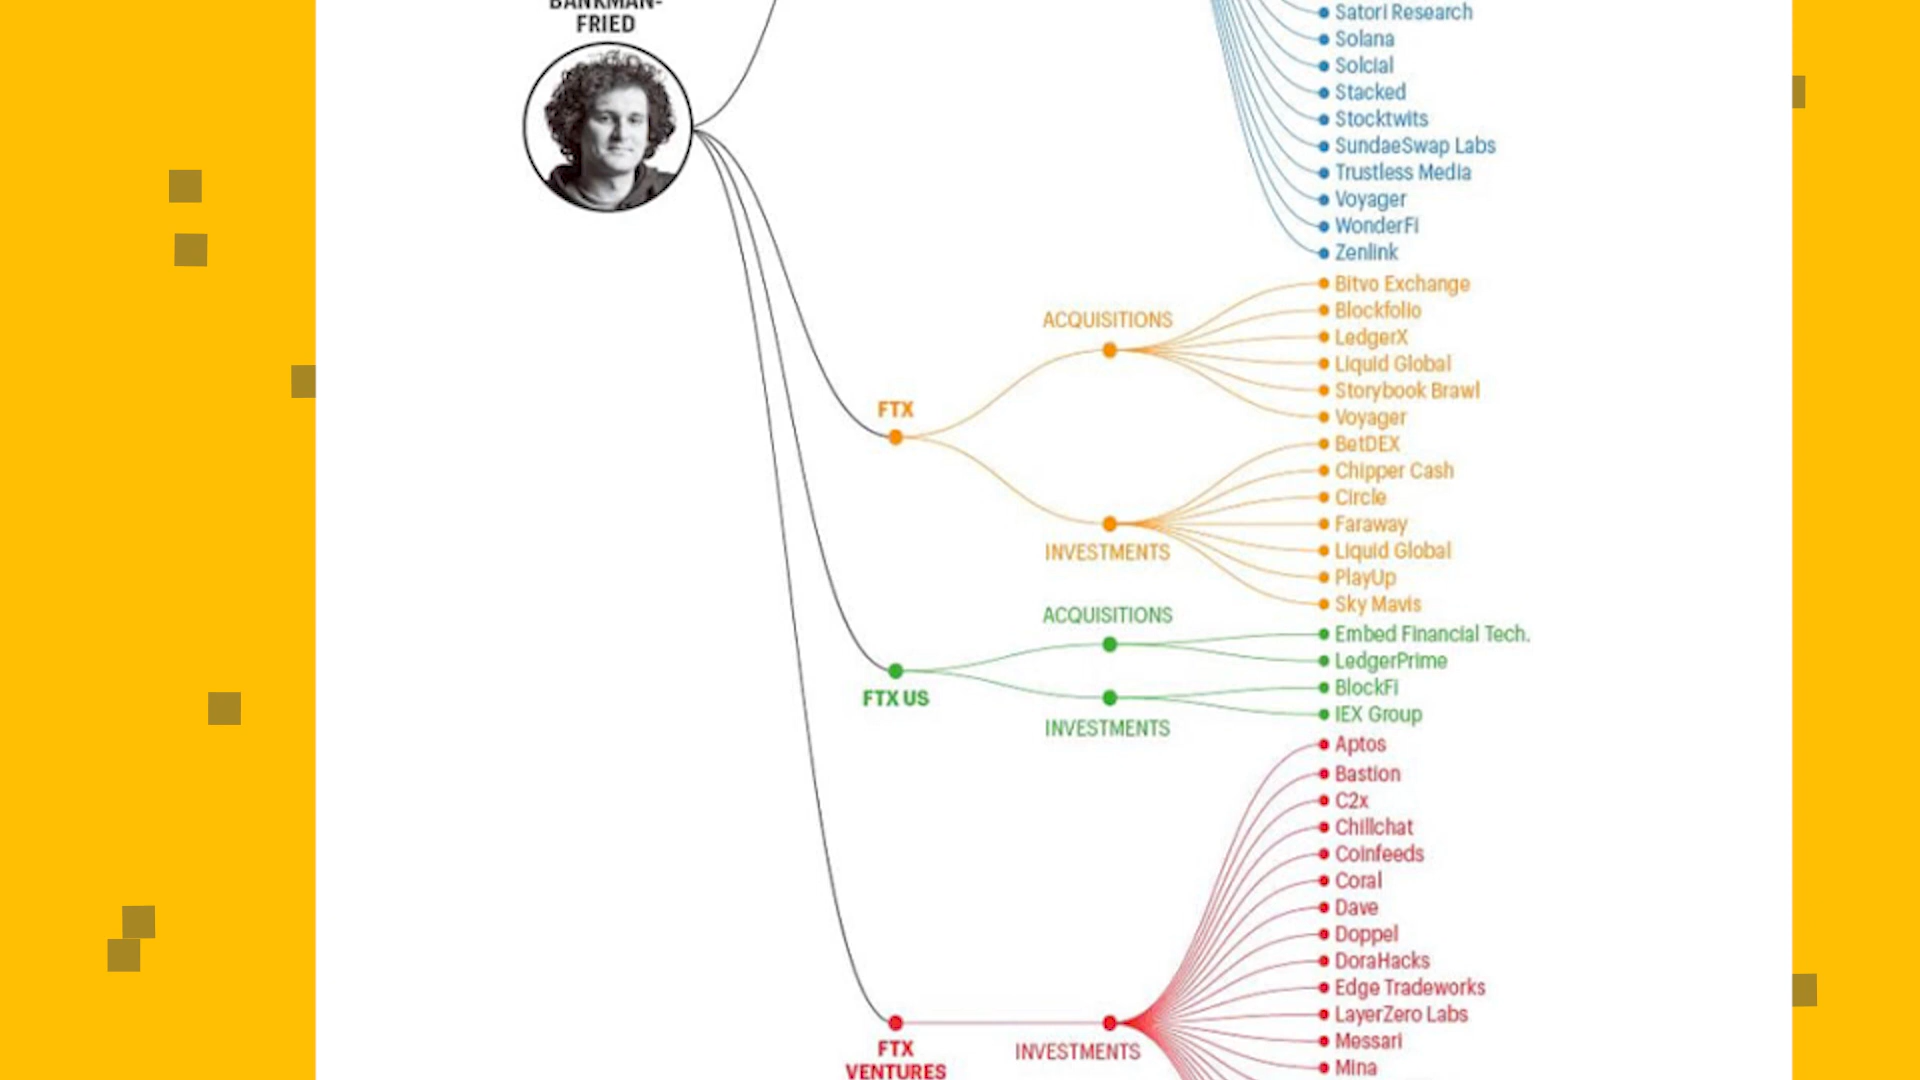 BANKMAN-
FRIED
Satori Research
Solana
Solcial
Stacked
Stocktwits
SundaeSwap Labs
Trustless Media
Voyager
WonderFi
Zenlink
ACQUISITIONS
Bitvo Exchange
Blockfolio
LedgerX
Liquid Global
Storybook Brawl
Voyager
FTX
BetDEX
Chipper Cash
Circle
Faraway
Liquid Global
PlayUp
Sky Mavis
INVESTMENTS
ACQUISITIONS
Embed Financial Tech.
LedgerPrime
FTX US
BlockFi
IEX Group
INVESTMENTS
Aptos
Bastion
C2x
Chillchat
Coinfeeds
Coral
Dave
Doppel
DoraHacks
Edge Tradeworks
LayerZero Labs
Messari
Mina
FTX
VENTURES
INVESTMENTS